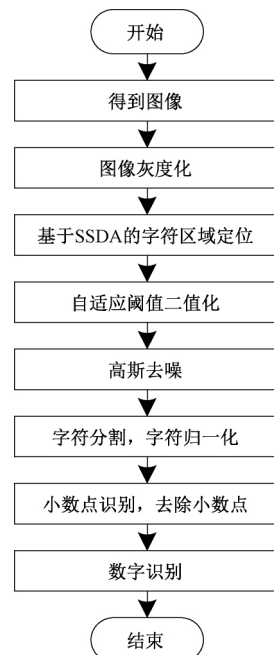 开始
得到图像
图像灰度化
基于SSDA的字符区域定位
自适应阈值二值化
高斯去噪
字符分割，字符归一化
小数点识别，去除小数点
数字识别
结束